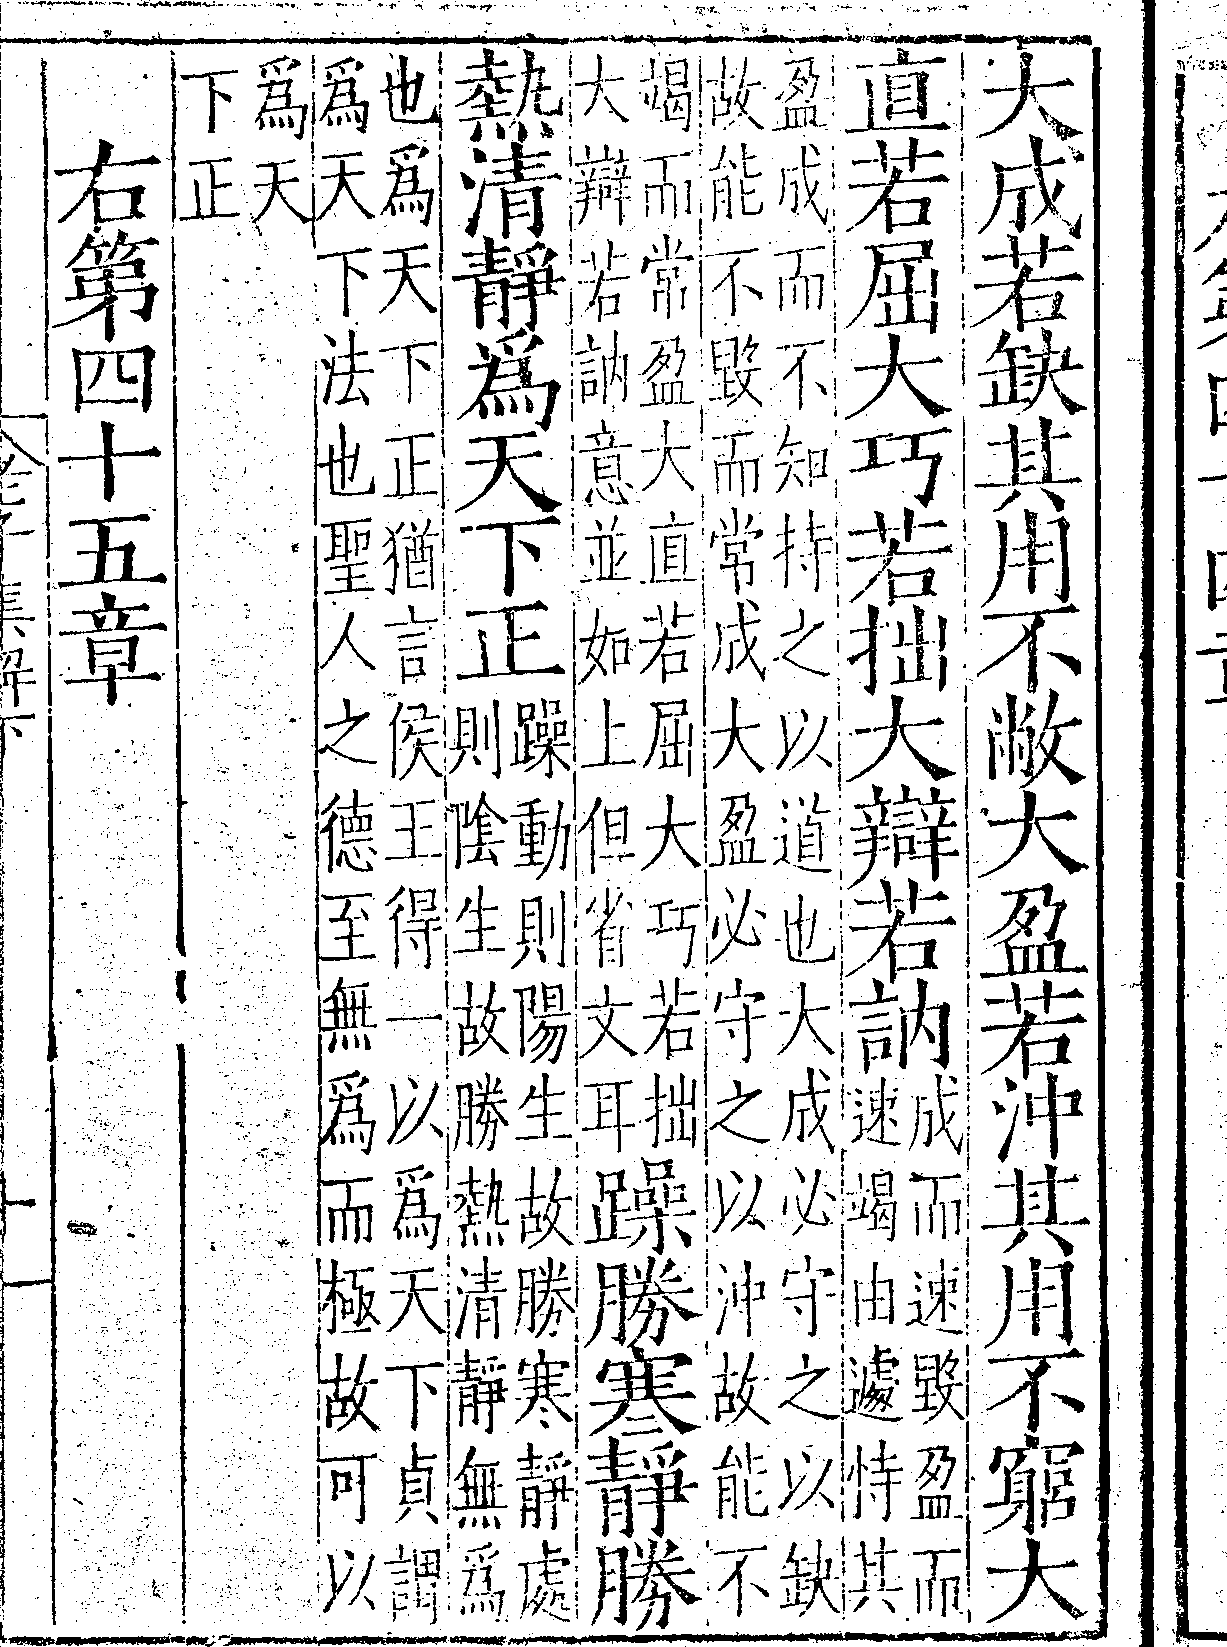 大成若缺其用不敝大盈若沖其用不窮大
直若屈大巧若拙大辯若訥
成而速毀盈而
速竭由遽恃其
盈成而不知持之以道也大成必守之以缺
故能不毀而常成大盈必守之以沖故能不
竭而常盈大直若屈大巧若拙
大辯若訥意並如上但省文耳
躁勝寒靜勝
熱清靜爲天下正
躁動則陽生故勝寒靜處
則陰生故勝熱清靜無爲
也爲天下正猶言侯王得一以爲天下貞謂
爲天下法也聖人之德至無爲而極故可以
爲天
下正
右第四十五章